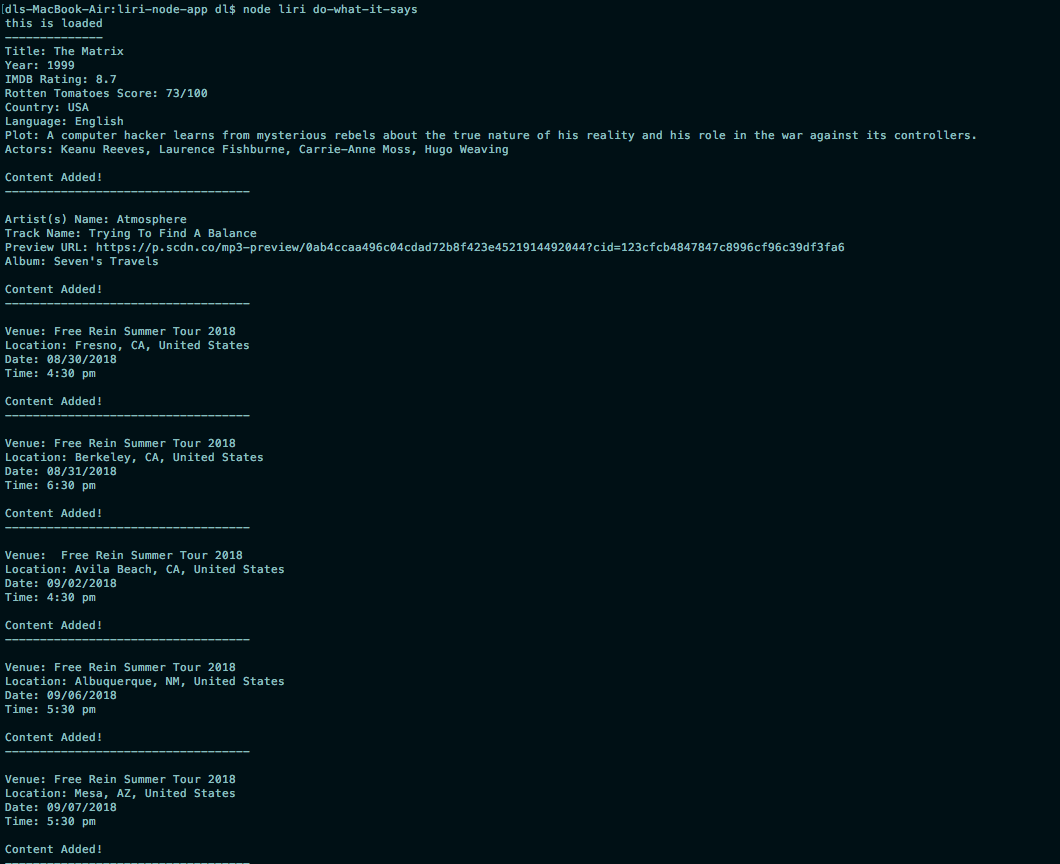 [dls-MacBook-Air:liri-node-app dl$ node liri do-what-it-says
this is loaded
--------------
Title: The Matrix
Year: 1999
IMDB Rating: 8.7
Rotten Tomatoes Score: 73/100
Country: USA
Language: English
Plot: A computer hacker learns from mysterious rebels about the true nature of his reality and his role in the war against its controllers.
Actors: Keanu Reeves, Laurence Fishburne, Carrie-Anne Moss, Hugo Weaving
Content Added!
-----------------------------------
Artist(s) Name: Atmosphere
Track Name: Trying To Find A Balance
Preview URL: https://p.scdn.co/mp3-preview/0ab4ccaa496c04cdad72b8f423e4521914492044?cid=123cfcb4847847c8996cf96c39df3fa6
Album: Seven's Travels
Content Added!
-----------------------------------
Venue: Free Rein Summer Tour 2018
Location: Fresno, CA, United States
Date: 08/30/2018
Time: 4:30 pm
Content Added!
-----------------------------------
Venue: Free Rein Summer Tour 2018
Location: Berkeley, CA, United States
Date: 08/31/2018
Time: 6:30 pm
Content Added!
-----------------------------------
Venue:  Free Rein Summer Tour 2018
Location: Avila Beach, CA, United States
Date: 09/02/2018
Time: 4:30 pm
Content Added!
-----------------------------------
Venue: Free Rein Summer Tour 2018
Location: Albuquerque, NM, United States
Date: 09/06/2018
Time: 5:30 pm
Content Added!
-----------------------------------
Venue: Free Rein Summer Tour 2018
Location: Mesa, AZ, United States
Date: 09/07/2018
Time: 5:30 pm
Content Added!
-----------------------------------